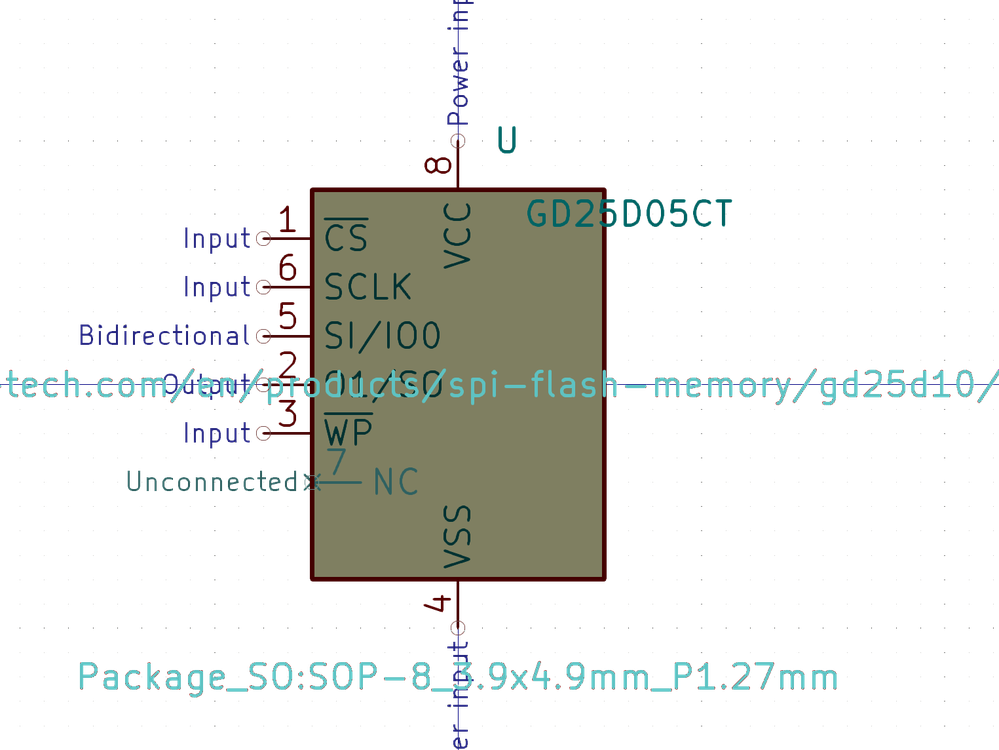 Power inp
U
8
GD25D05CT
VCC
Input 1 CS
Input 6 SCLK
Bidirectional 5 SI/IO0
Output 2 O1/SO
tech.com/en/products/spi-flash-memory/gd25d10/
Input 3 WP
Unconnected 7 NC
VSS
4
Package_SO:SOP-8_3.9x4.9mm_P1.27mm
er input